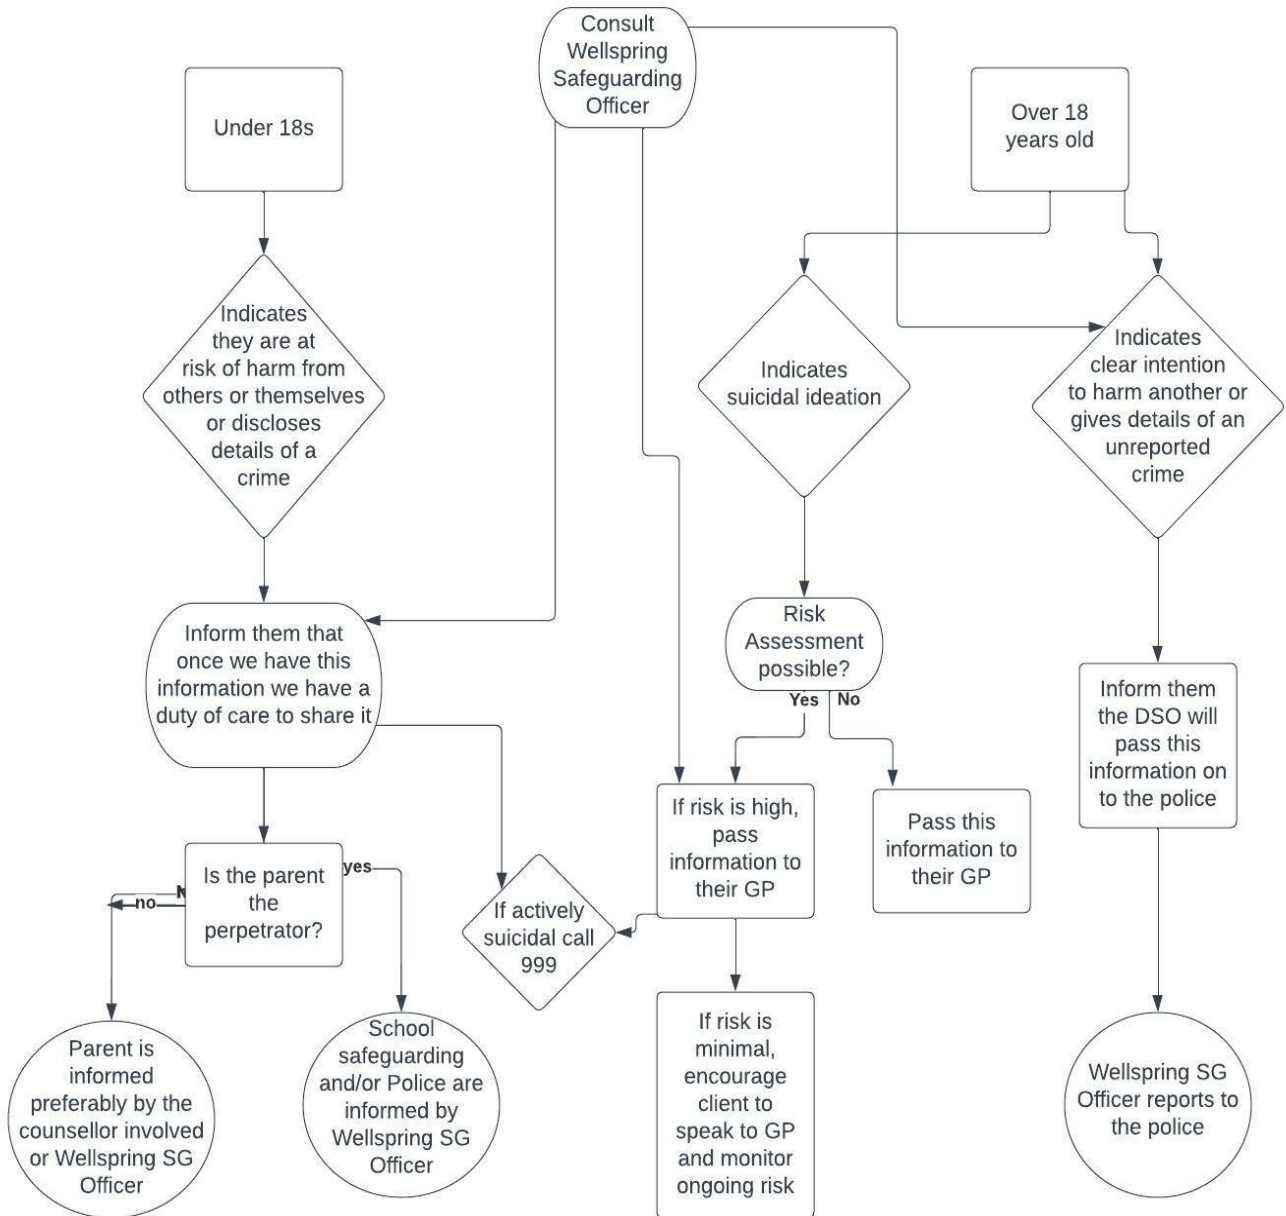 Consult
Wellspring
Safeguarding
Officer
Under 18s
Over 18
years old
Indicates
they are at
risk of harm from
others or themselves
or discloses
details of a
crime
Indicates
suicidal ideation
Indicates
clear intention
to harm another or
gives details of an
unreported
crime
Inform them that
once we have this
information we have a
duty of care to share it
Risk
Assessment
possible?
Yes
No
Inform them
the DSO will
pass this
information on
to the police
If risk is high,
pass
information to
their GP
Pass this
information to
their GP
Is the parent
the
perpetrator?
yes
no
If actively
suicidal call
999
Parent is
informed
preferably by the
counsellor involved
or Wellspring SG
Officer
School
safeguarding
and/or Police are
informed by
Wellspring SG
Officer
If risk is
minimal,
encourage
client to
speak to GP
and monitor
ongoing risk
Wellspring SG
Officer reports to
the police